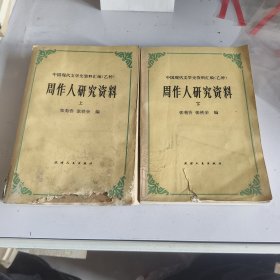 中国现代文学史资料汇编（乙种）
周作人研究资料
上
张菊香 张铁荣 编
天津人民出版社
中国现代文学史资料汇编（乙种）
周作人研究资料
下
张菊香 张铁荣 编
天津人民出版社